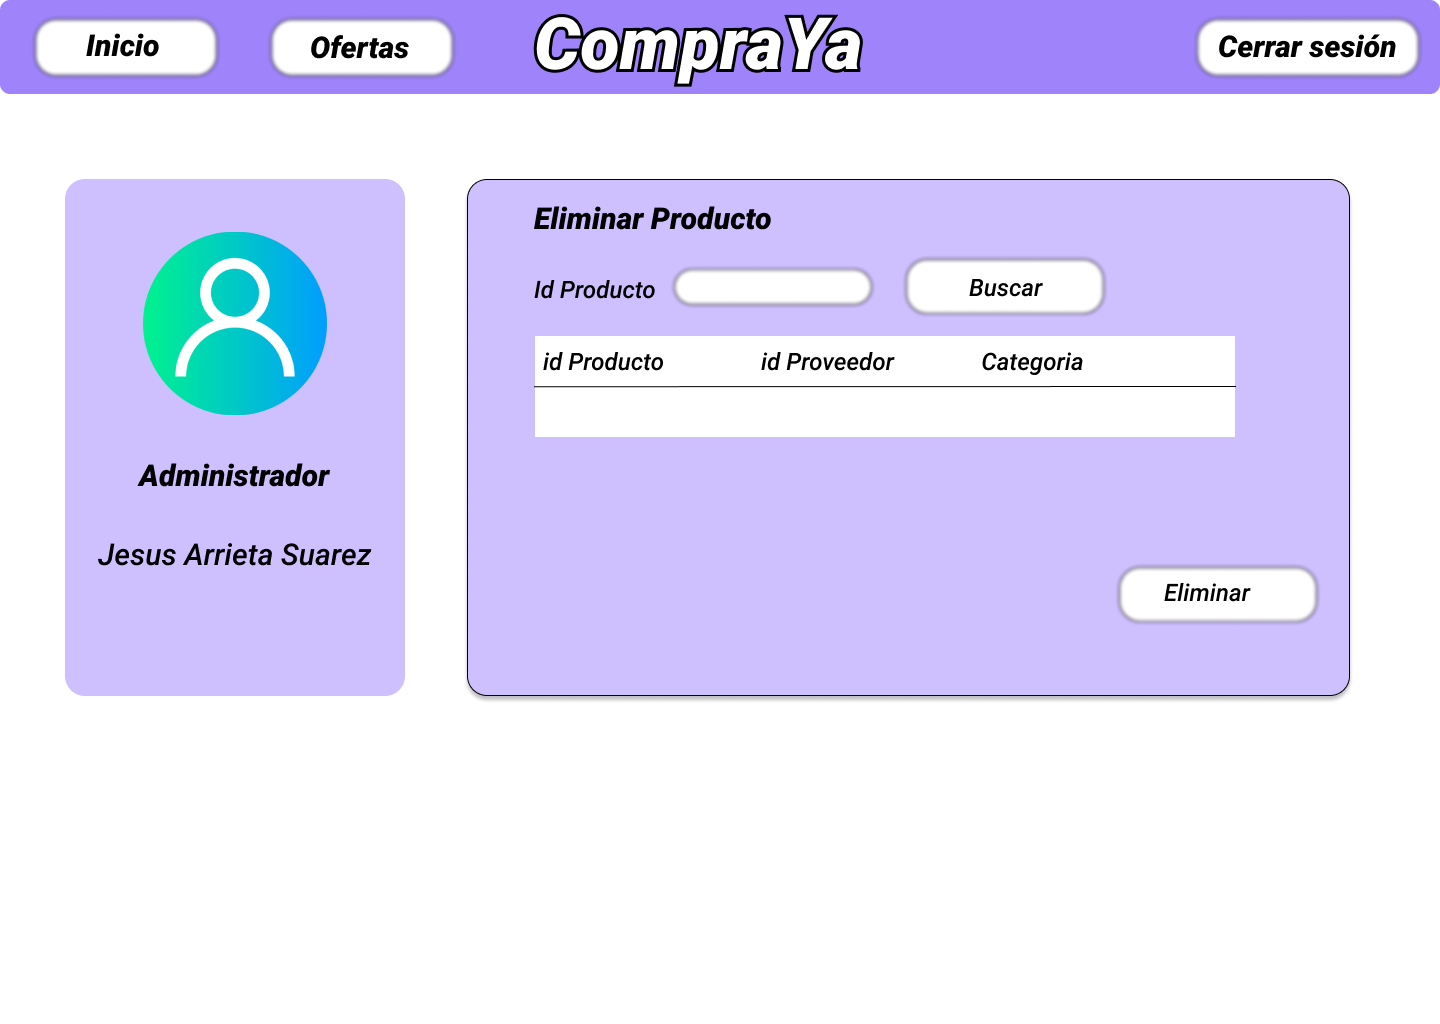 Inicio
Ofertas
CompraYa
Cerrar sesión
Administrador
Jesus Arrieta Suarez
Eliminar Producto
Id Producto
Buscar
id Producto id Proveedor Categoria
Eliminar